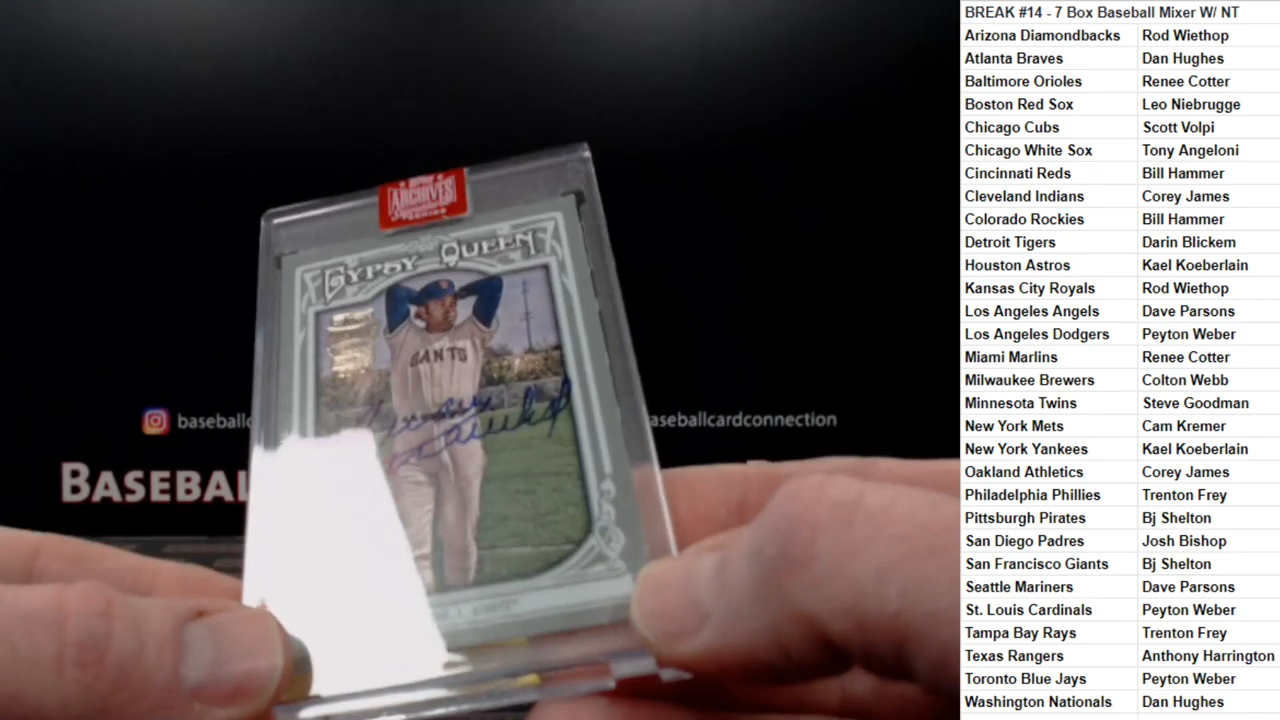 BREAK #14 - 7 Box Baseball Mixer W/ NT
Arizona Diamondbacks Rod Wiethop
Atlanta Braves Dan Hughes
Baltimore Orioles Renee Cotter
Boston Red Sox Leo Niebrugge
Chicago Cubs Scott Volpi
Chicago White Sox Tony Angeloni
Cincinnati Reds Bill Hammer
Cleveland Indians Corey James
Colorado Rockies Bill Hammer
Detroit Tigers Darin Blickem
Houston Astros Kael Koeberlain
Kansas City Royals Rod Wiethop
Los Angeles Angels Dave Parsons
Los Angeles Dodgers Peyton Weber
Miami Marlins Renee Cotter
Milwaukee Brewers Colton Webb
Minnesota Twins Steve Goodman
New York Mets Cam Kremer
New York Yankees Kael Koeberlain
Oakland Athletics Corey James
Philadelphia Phillies Trenton Frey
Pittsburgh Pirates Bj Shelton
San Diego Padres Josh Bishop
San Francisco Giants Bj Shelton
Seattle Mariners Dave Parsons
St. Louis Cardinals Peyton Weber
Tampa Bay Rays Trenton Frey
Texas Rangers Anthony Harrington
Toronto Blue Jays Peyton Weber
Washington Nationals Dan Hughes
ARCHIVES
GYPSY QUEEN
GIANTS
baseballc
aseballcardconnection
BASEBAL